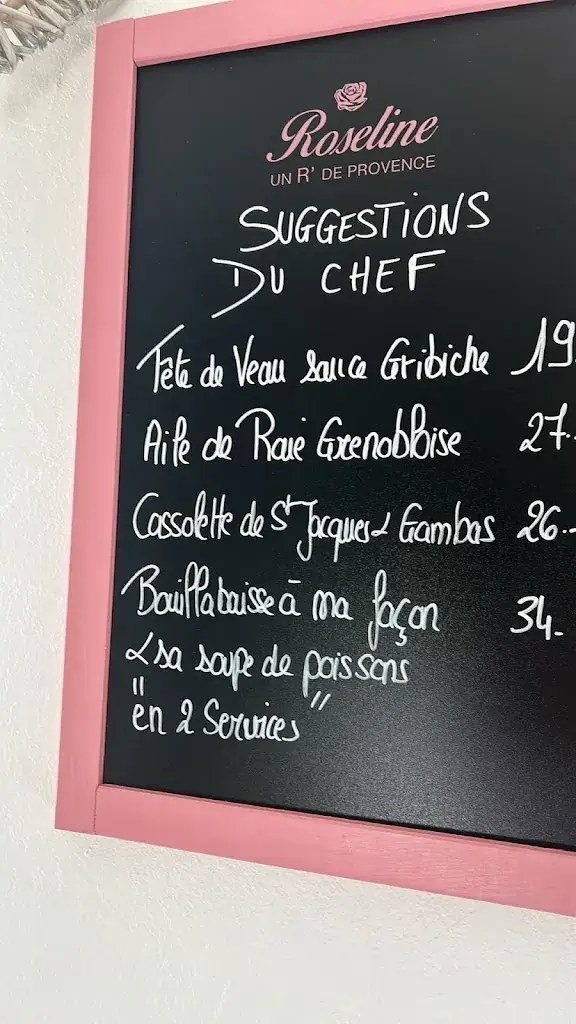 Roseline
UN R' DE PROVENCE
SUGGESTIONS
DU CHEF
Tête de Veau sauce Gribiche 19.
Aile de Raie Grenobloise 27.-
Cassolette de St Jacques & Gambas 26.-
Bouillabaisse à ma façon 34.-
& sa soupe de poissons
"en 2 Services"